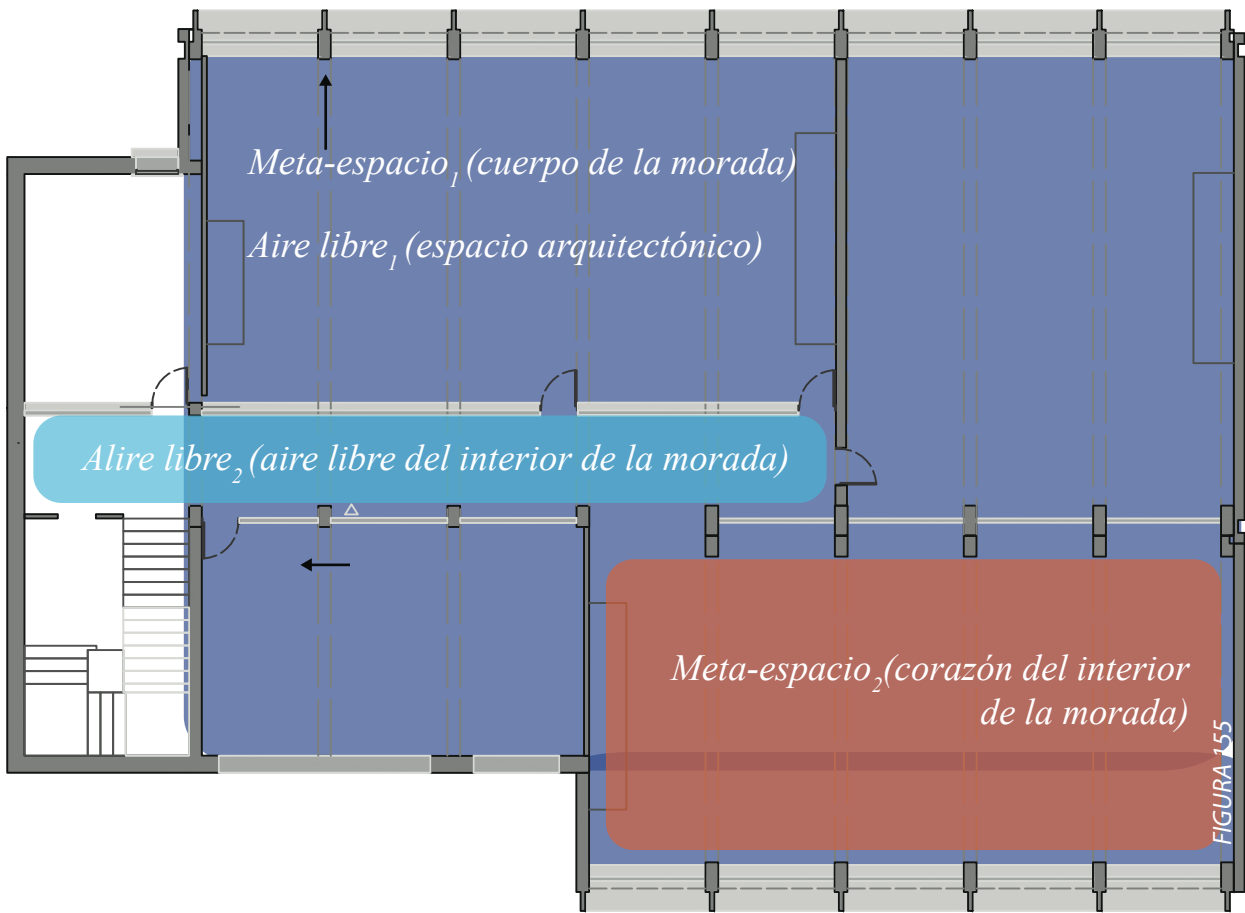 Meta-espacio₁ (cuerpo de la morada)
Aire libre₁ (espacio arquitectónico)
Alire libre₂ (aire libre del interior de la morada)
Meta-espacio₂(corazón del interior
de la morada)
FIGURA 155